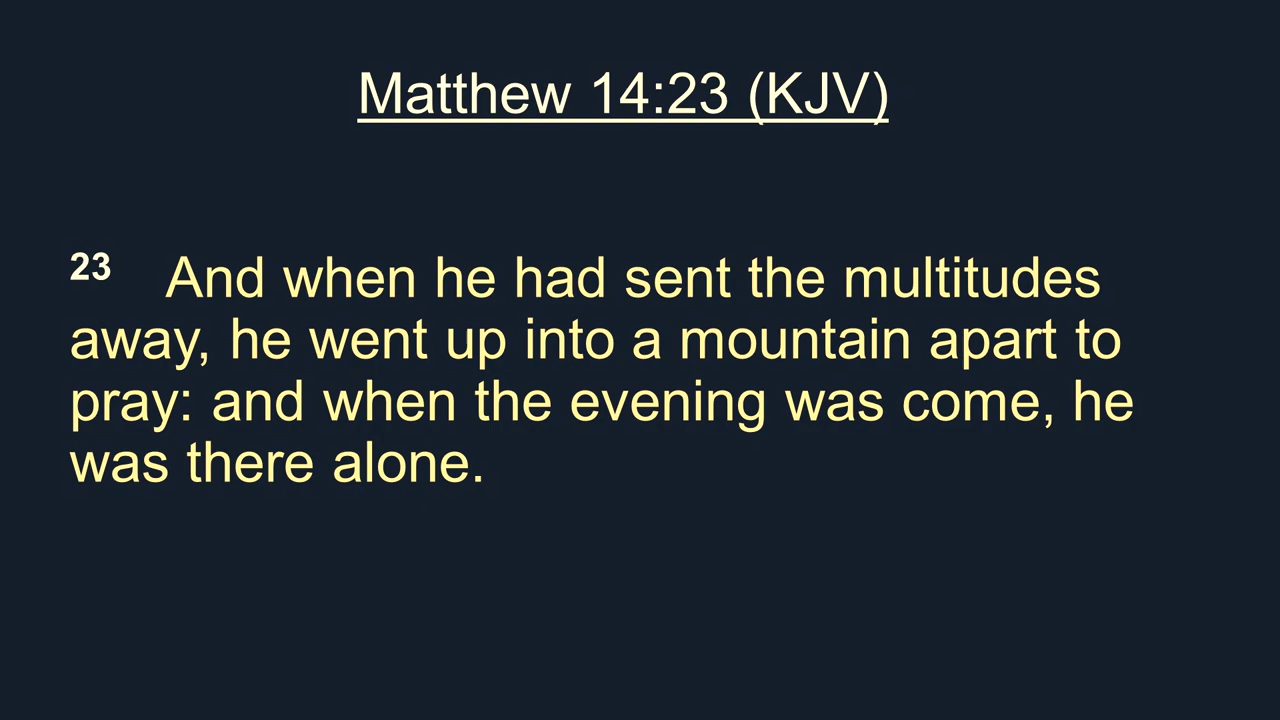 Matthew 14:23 (KJV)
23 And when he had sent the multitudes
away, he went up into a mountain apart to
pray: and when the evening was come, he
was there alone.